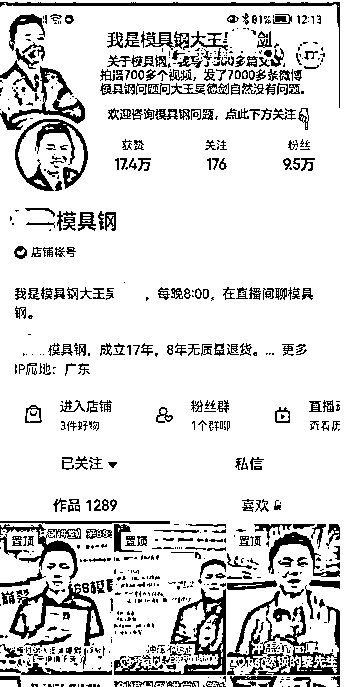 81% 12:13
我是模具钢大王吴 剑
关于模具钢,我写了500多篇文章,
拍摄700多个视频,发了7000多条微博
模具钢问题问大王吴德剑自然没有问题。
欢迎咨询模具钢问题,点此下方关注
获赞 关注 粉丝
17.4万 176 9.5万
模具钢
店铺账号
我是模具钢大王吴 ,每晚8:00,在直播间聊模具
钢。
模具钢,成立17年,8年无质量退货。... 更多
IP属地:广东
进入店铺 粉丝群 直播动
3件好物 1个群聊 查看历
已关注 私信
作品 1289 喜欢
置顶 置顶 置顶